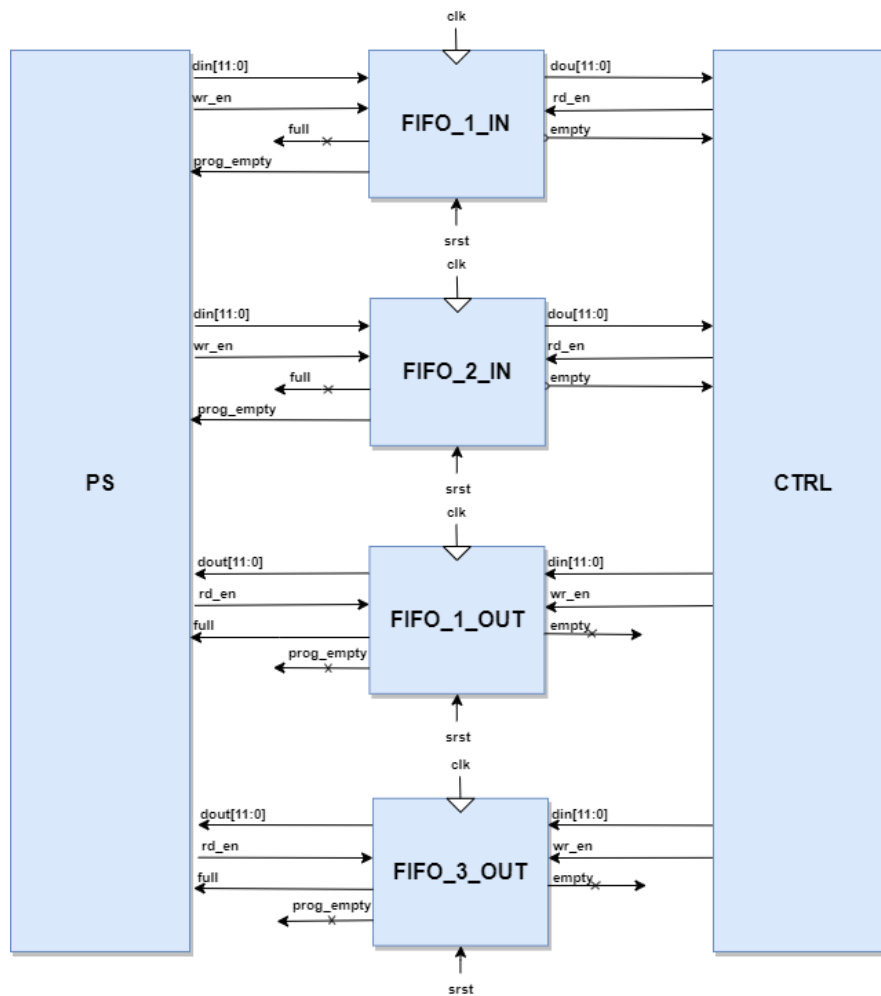 clk
din[11:0]
dou[11:0]
wr_en
rd_en
FIFO_1_IN
full
empty
prog_empty
srst
clk
din[11:0]
dou[11:0]
wr_en
rd_en
FIFO_2_IN
full
empty
prog_empty
PS
CTRL
srst
clk
dout[11:0]
din[11:0]
rd_en
wr_en
FIFO_1_OUT
full
empty
prog_empty
srst
clk
dout[11:0]
din[11:0]
rd_en
wr_en
FIFO_3_OUT
full
empty
prog_empty
srst